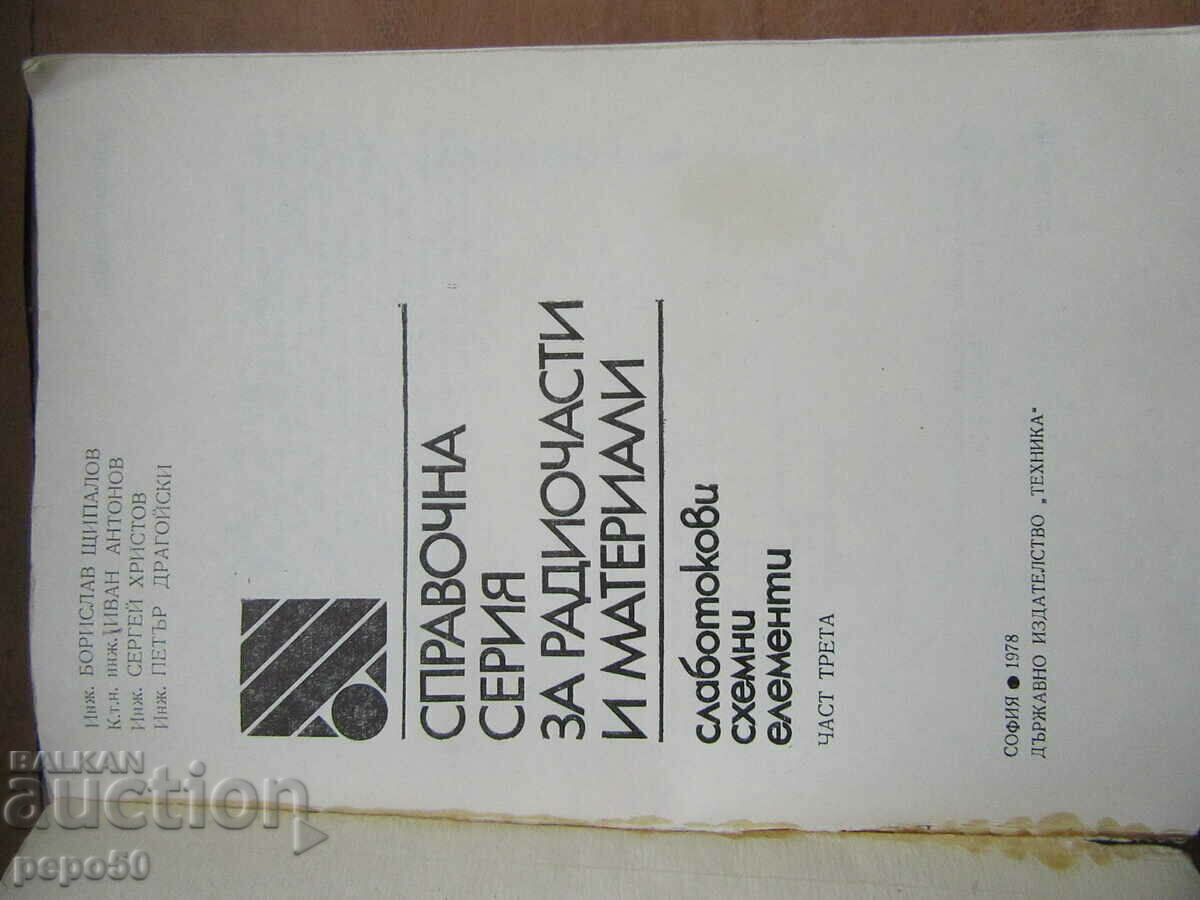 Инж. БОРИСЛАВ ЩИПАЛОВ
К.т.н. инж. ИВАН АНТОНОВ
Инж. СЕРГЕЙ ХРИСТОВ
Инж. ПЕТЪР ДРАГОЙСКИ
СПРАВОЧНА
СЕРИЯ
ЗА РАДИОЧАСТИ
И МАТЕРИАЛИ
слаботокови
схемни
елементи
ЧАСТ ТРЕТА
СОФИЯ ● 1978
ДЪРЖАВНО ИЗДАТЕЛСТВО „ТЕХНИКА“
BALKAN
auction
pepo50